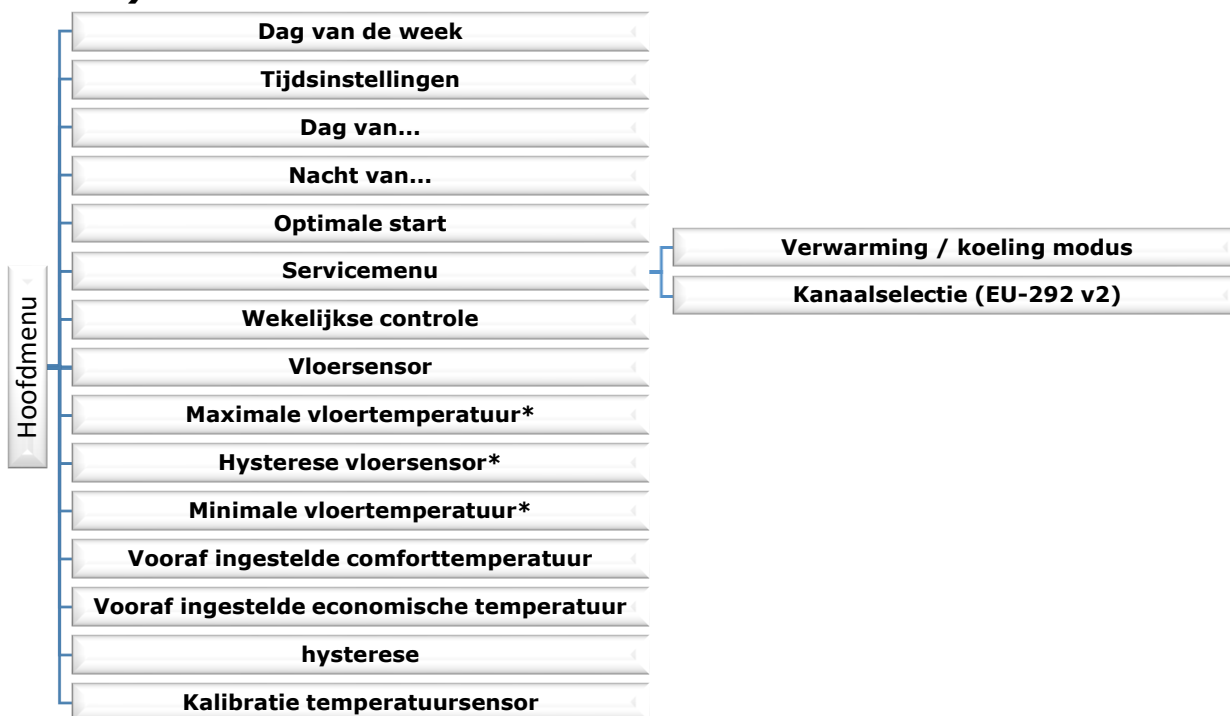 Hoofdmenu
Dag van de week
Tijdsinstellingen
Dag van...
Nacht van...
Optimale start
Servicemenu
Verwarming / koeling modus
Kanaalselectie (EU-292 v2)
Wekelijkse controle
Vloersensor
Maximale vloertemperatuur*
Hysterese vloersensor*
Minimale vloertemperatuur*
Vooraf ingestelde comforttemperatuur
Vooraf ingestelde economische temperatuur
hysterese
Kalibratie temperatuursensor